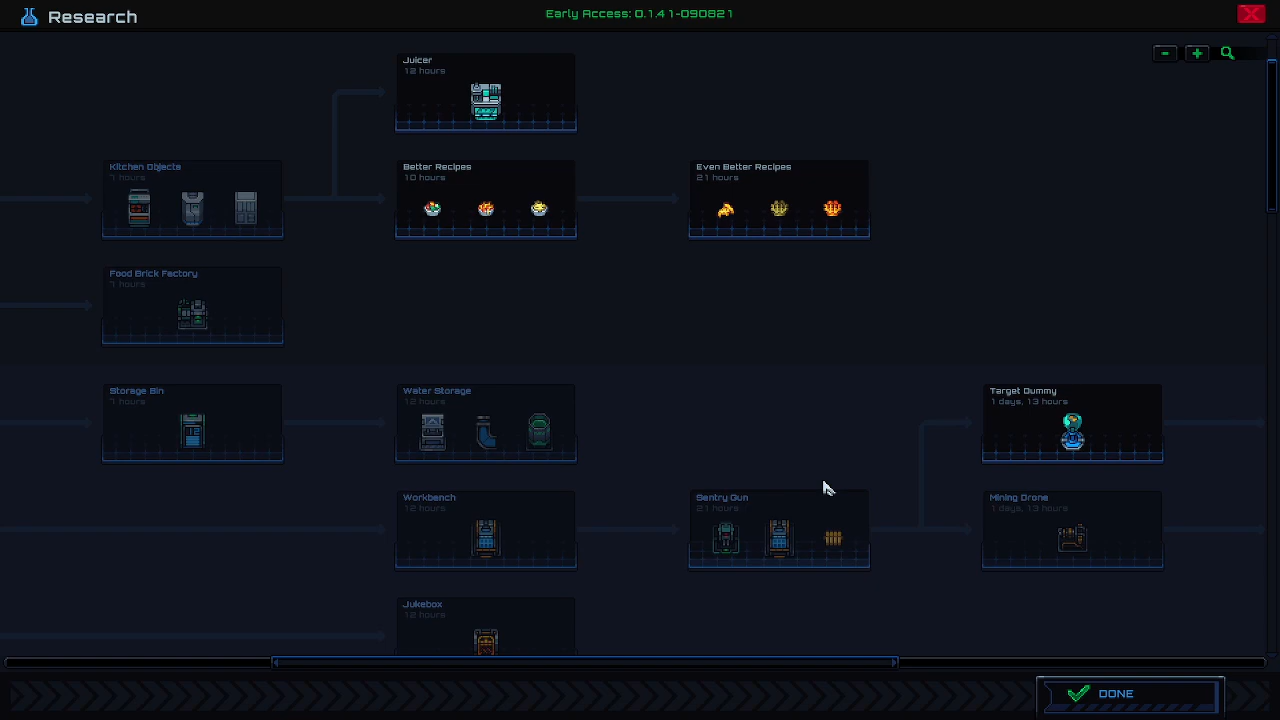 Research
Early Access: 0.1.41-090821
Juicer
12 hours
Kitchen Objects
7 hours
Better Recipes
10 hours
Even Better Recipes
21 hours
Food Brick Factory
7 hours
Storage Bin
7 hours
Water Storage
12 hours
Target Dummy
1 days, 13 hours
Workbench
12 hours
Sentry Gun
21 hours
Mining Drone
1 days, 13 hours
Jukebox
12 hours
DONE